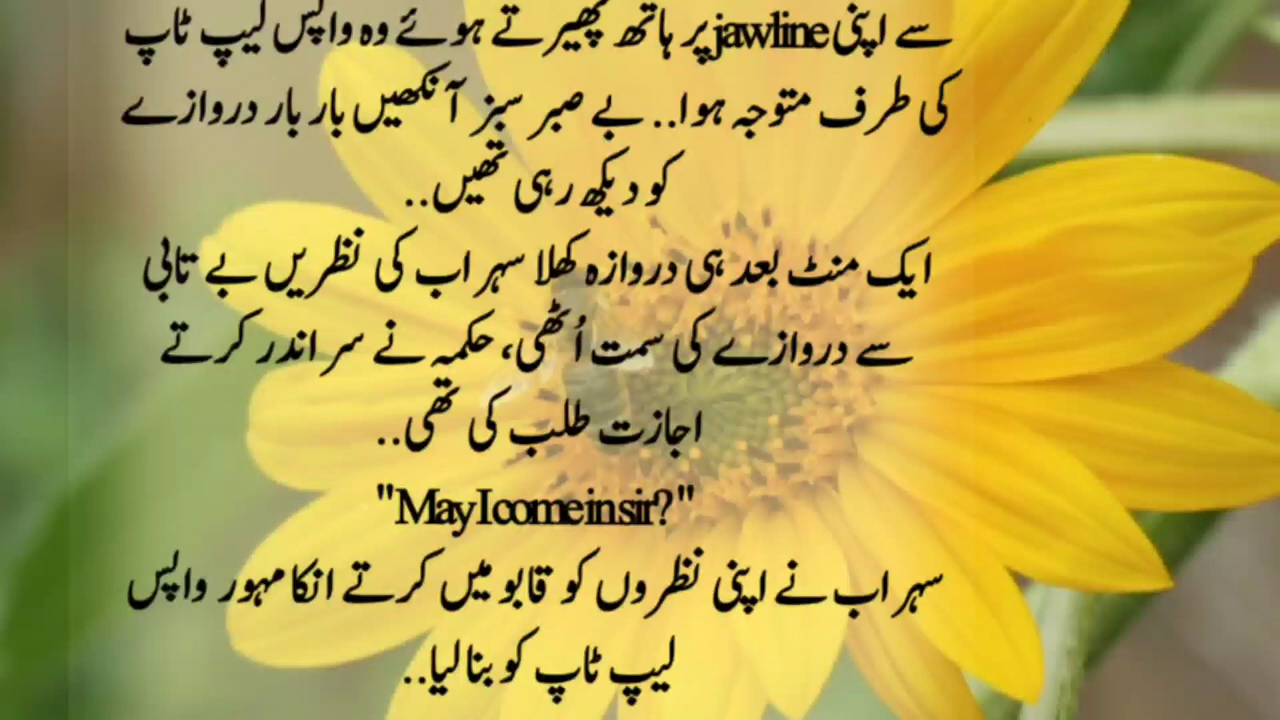 سے اپنی jawline پر ہاتھ پھیرتے ہوئے وہ واپس لیپ ٹاپ
کی طرف متوجہ ہوا.. بے صبر سبز آنکھیں بار بار دروازے
کو دیکھ رہی تھیں..
ایک منٹ بعد ہی دروازہ کھلا سہراب کی نظریں بے تابی
سے دروازے کی سمت اُٹھی، حکمہ نے سر اندر کرتے
اجازت طلب کی تھی..
"May I come in sir?"
سہراب نے اپنی نظروں کو قابو میں کرتے انکا مہور واپس
لیپ ٹاپ کو بنا لیا..